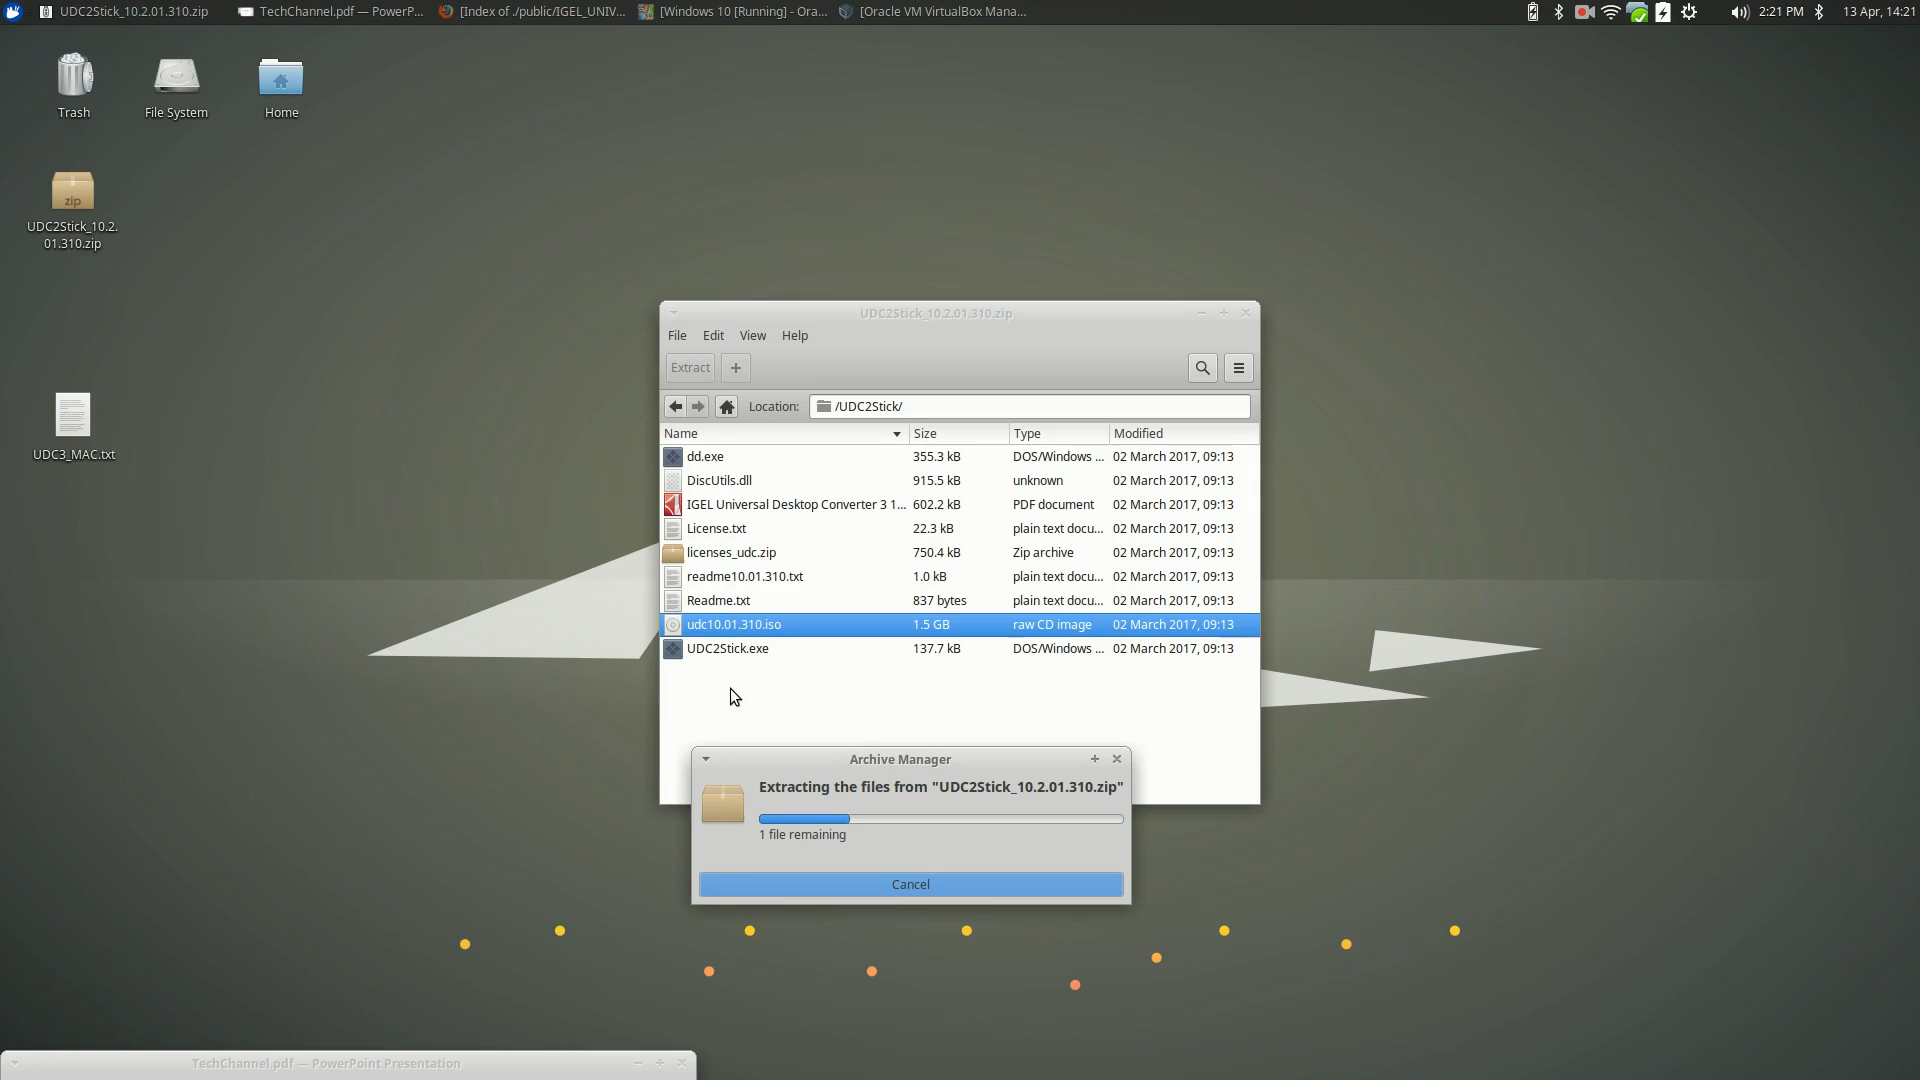 UDC2Stick_10.2.01.310.zip
TechChannel.pdf — PowerP...
[Index of ./public/IGEL_UNIV...
[Windows 10 [Running] - Ora...
[Oracle VM VirtualBox Mana...
2:21 PM
13 Apr, 14:21
Trash
File System
Home
zip
UDC2Stick_10.2.
01.310.zip
UDC3_MAC.txt
UDC2Stick_10.2.01.310.zip
File Edit View Help
Extract
Location: /UDC2Stick/
Name Size Type Modified
dd.exe 355.3 kB DOS/Windows ... 02 March 2017, 09:13
DiscUtils.dll 915.5 kB unknown 02 March 2017, 09:13
IGEL Universal Desktop Converter 3 1... 602.2 kB PDF document 02 March 2017, 09:13
License.txt 22.3 kB plain text docu... 02 March 2017, 09:13
licenses_udc.zip 750.4 kB Zip archive 02 March 2017, 09:13
readme10.01.310.txt 1.0 kB plain text docu... 02 March 2017, 09:13
Readme.txt 837 bytes plain text docu... 02 March 2017, 09:13
udc10.01.310.iso 1.5 GB raw CD image 02 March 2017, 09:13
UDC2Stick.exe 137.7 kB DOS/Windows ... 02 March 2017, 09:13
Archive Manager
Extracting the files from "UDC2Stick_10.2.01.310.zip"
1 file remaining
Cancel
TechChannel.pdf — PowerPoint Presentation